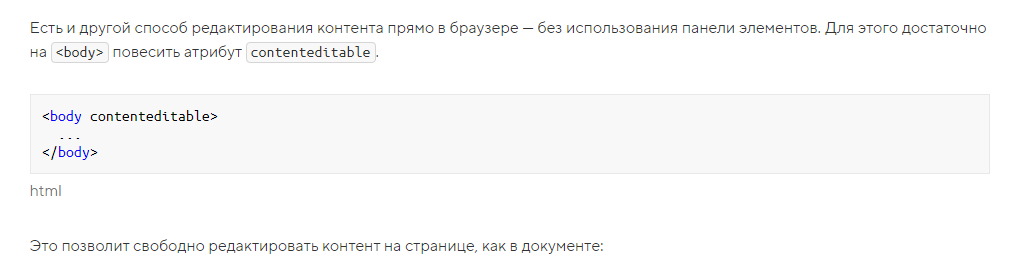 Есть и другой способ редактирования контента прямо в браузере — без использования панели элементов. Для этого достаточно
на <body> повесить атрибут contenteditable.
<body contenteditable>
...
</body>
html
Это позволит свободно редактировать контент на странице, как в документе: